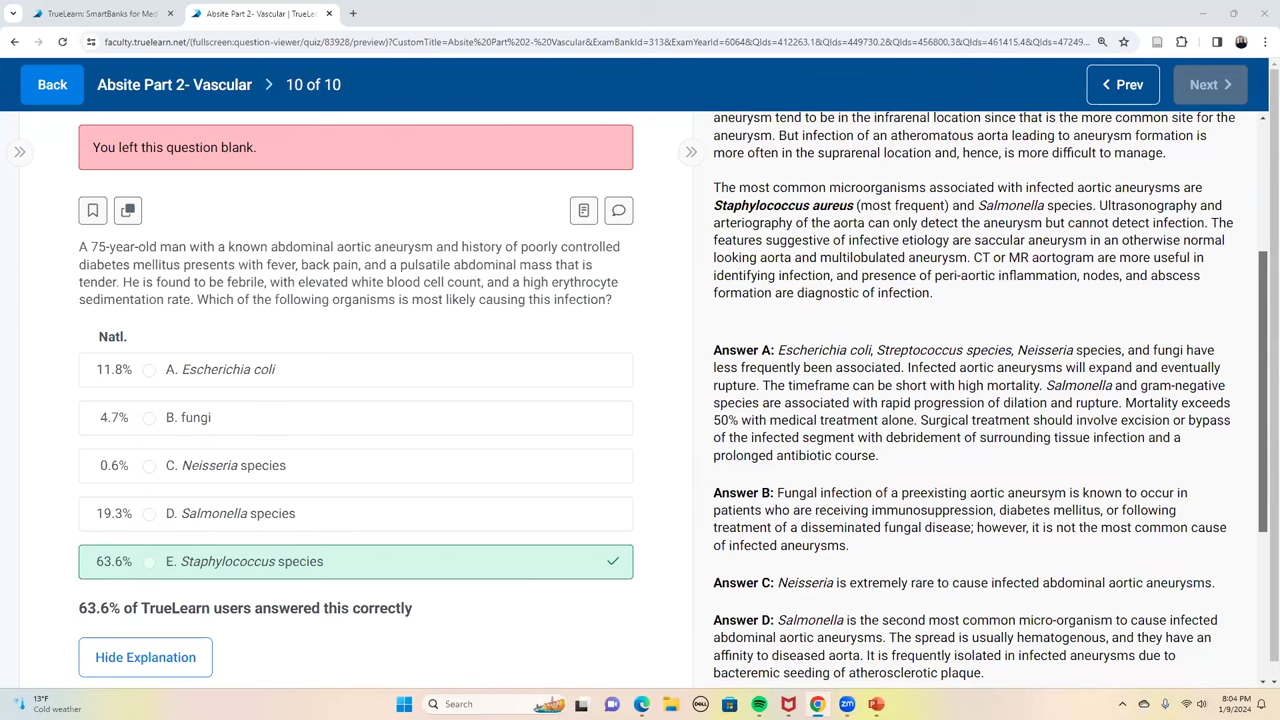 TrueLearn: SmartBanks for Med
Absite Part 2- Vascular | TrueLe
faculty.truelearn.net/(fullscreen:question-viewer/quiz/83928/preview)?CustomTitle=Absite%20Part%202-%20Vascular&ExamBankId=313&ExamYearId=6064&QIds=412263,1&QIds=449730,2&QIds=456800,3&QIds=461415,4&QIds=47249...
Back
Absite Part 2- Vascular > 10 of 10
Prev
Next
You left this question blank.
A 75-year-old man with a known abdominal aortic aneurysm and history of poorly controlled
diabetes mellitus presents with fever, back pain, and a pulsatile abdominal mass that is
tender. He is found to be febrile, with elevated white blood cell count, and a high erythrocyte
sedimentation rate. Which of the following organisms is most likely causing this infection?
Natl.
11.8% A. Escherichia coli
4.7% B. fungi
0.6% C. Neisseria species
19.3% D. Salmonella species
63.6% E. Staphylococcus species
63.6% of TrueLearn users answered this correctly
Hide Explanation
aneurysm tend to be in the infrarenal location since that is the more common site for the
aneurysm. But infection of an atheromatous aorta leading to aneurysm formation is
more often in the suprarenal location and, hence, is more difficult to manage.
The most common microorganisms associated with infected aortic aneurysms are
Staphylococcus aureus (most frequent) and Salmonella species. Ultrasonography and
arteriography of the aorta can only detect the aneurysm but cannot detect infection. The
features suggestive of infective etiology are saccular aneurysm in an otherwise normal
looking aorta and multilobulated aneurysm. CT or MR aortogram are more useful in
identifying infection, and presence of peri-aortic inflammation, nodes, and abscess
formation are diagnostic of infection.
Answer A: Escherichia coli, Streptococcus species, Neisseria species, and fungi have
less frequently been associated. Infected aortic aneurysms will expand and eventually
rupture. The timeframe can be short with high mortality. Salmonella and gram-negative
species are associated with rapid progression of dilation and rupture. Mortality exceeds
50% with medical treatment alone. Surgical treatment should involve excision or bypass
of the infected segment with debridement of surrounding tissue infection and a
prolonged antibiotic course.
Answer B: Fungal infection of a preexisting aortic aneursym is known to occur in
patients who are receiving immunosuppression, diabetes mellitus, or following
treatment of a disseminated fungal disease; however, it is not the most common cause
of infected aneurysms.
Answer C: Neisseria is extremely rare to cause infected abdominal aortic aneurysms.
Answer D: Salmonella is the second most common micro-organism to cause infected
abdominal aortic aneurysms. The spread is usually hematogenous, and they have an
affinity to diseased aorta. It is frequently isolated in infected aneurysms due to
bacteremic seeding of atherosclerotic plaque.
13°F
Cold weather
Search
DELL
zm
8:04 PM
1/9/2024